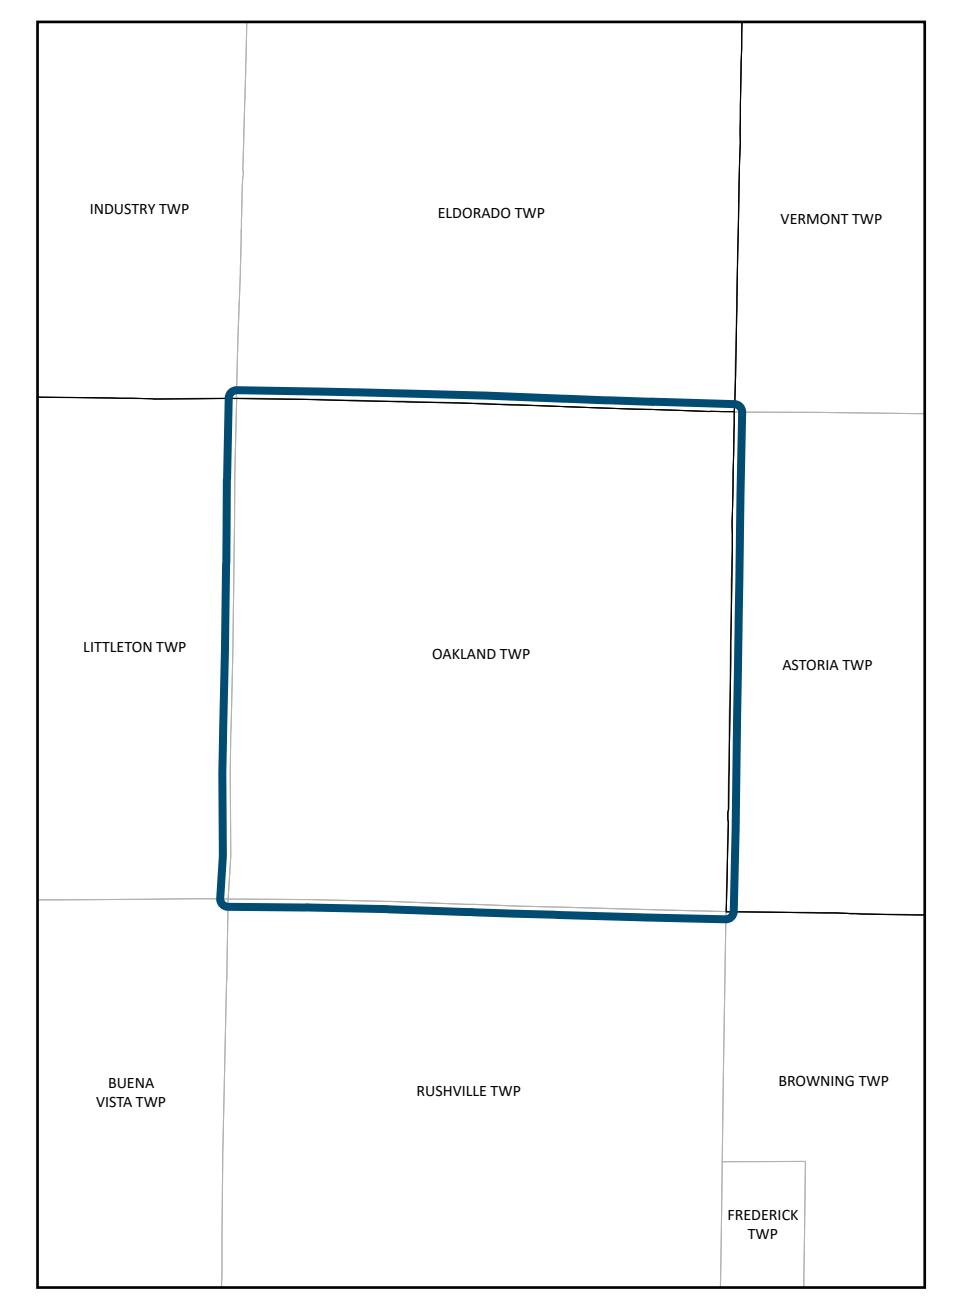 INDUSTRY TWP
ELDORADO TWP
VERMONT TWP
LITTLETON TWP
OAKLAND TWP
ASTORIA TWP
BUENA
VISTA TWP
RUSHVILLE TWP
BROWNING TWP
FREDERICK
TWP